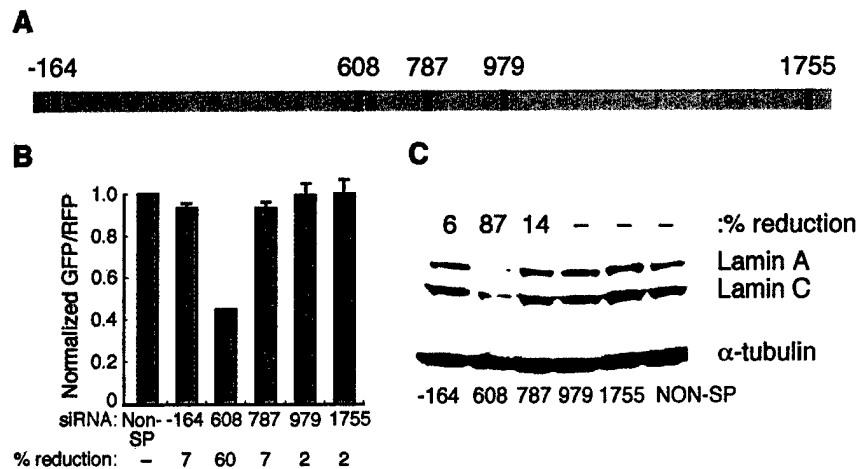 A
-164 608 787 979 1755
B
Normalized GFP/RFP
1.0
0.8
0.6
0.4
0.2
0
siRNA: Non-SP -164 608 787 979 1755
% reduction: – 7 60 7 2 2
C
6 87 14 – – – :% reduction
Lamin A
Lamin C
α-tubulin
-164 608 787 979 1755 NON-SP